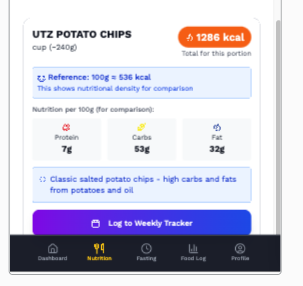 UTZ POTATO CHIPS
1286 kcal
cup (~240g)
Total for this portion
Reference: 100g ≈ 536 kcal
This shows nutritional density for comparison
Nutrition per 100g (for comparison):
Protein
7g
Carbs
53g
Fat
32g
Classic salted potato chips - high carbs and fats
from potatoes and oil
Log to Weekly Tracker
Dashboard
Nutrition
Fasting
Food Log
Profile